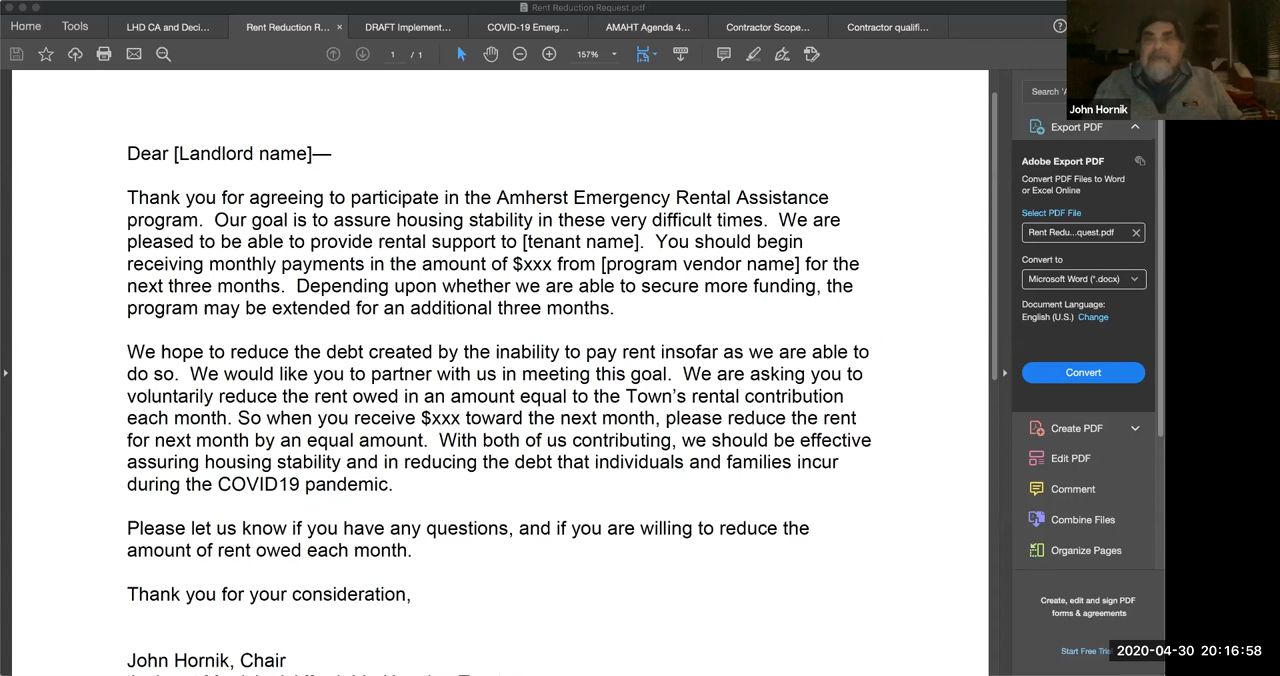 Rent Reduction Request.pdf
Home Tools LHD CA and Deci... Rent Reduction R... × DRAFT Implement... COVID-19 Emerg... AMAHT Agenda 4... Contractor Scope... Contractor qualifi...
1 / 1 157%
John Hornik
Search
Export PDF
Adobe Export PDF
Convert PDF Files to Word
or Excel Online
Select PDF File
Rent Redu...quest.pdf
Convert to
Microsoft Word (*.docx)
Document Language:
English (U.S.) Change
Convert
Create PDF
Edit PDF
Comment
Combine Files
Organize Pages
Create, edit and sign PDF
forms & agreements
Start Free Trial
2020-04-30 20:16:58
Dear [Landlord name]—
Thank you for agreeing to participate in the Amherst Emergency Rental Assistance
program. Our goal is to assure housing stability in these very difficult times. We are
pleased to be able to provide rental support to [tenant name]. You should begin
receiving monthly payments in the amount of $xxx from [program vendor name] for the
next three months. Depending upon whether we are able to secure more funding, the
program may be extended for an additional three months.
We hope to reduce the debt created by the inability to pay rent insofar as we are able to
do so. We would like you to partner with us in meeting this goal. We are asking you to
voluntarily reduce the rent owed in an amount equal to the Town's rental contribution
each month. So when you receive $xxx toward the next month, please reduce the rent
for next month by an equal amount. With both of us contributing, we should be effective
assuring housing stability and in reducing the debt that individuals and families incur
during the COVID19 pandemic.
Please let us know if you have any questions, and if you are willing to reduce the
amount of rent owed each month.
Thank you for your consideration,
John Hornik, Chair